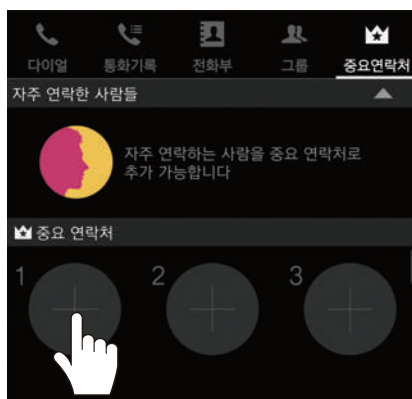 다이얼 통화기록 전화부 그룹 중요연락처
자주 연락한 사람들
자주 연락하는 사람을 중요 연락처로
추가 가능합니다
중요 연락처
1 2 3